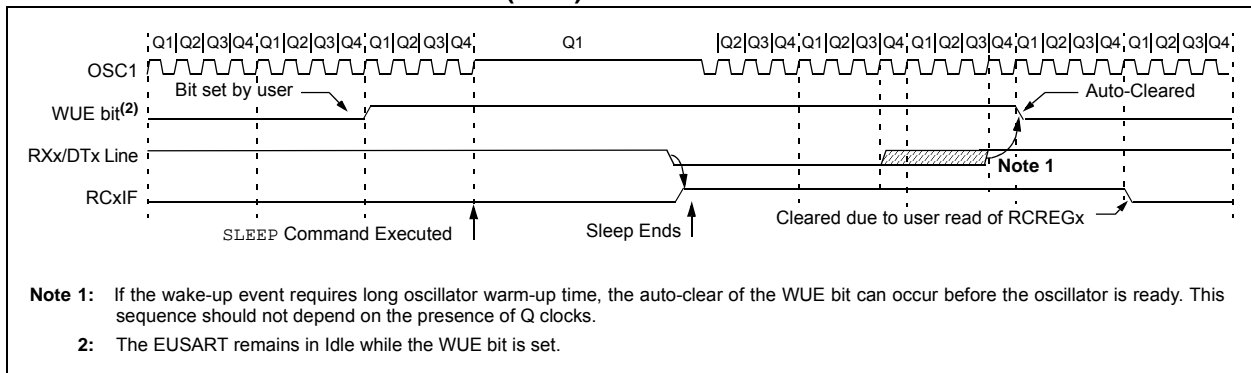 Q1 Q2 Q3 Q4 Q1 Q2 Q3 Q4 Q1 Q2 Q3 Q4 Q1 Q2 Q3 Q4 Q1 Q2 Q3 Q4 Q1 Q2 Q3 Q4 Q1 Q2 Q3 Q4 Q1 Q2 Q3 Q4
OSC1
Bit set by user
Auto-Cleared
WUE bit(2)
RXx/DTx Line
Note 1
RCxIF
Cleared due to user read of RCREGx
SLEEP Command Executed
Sleep Ends
Note 1: If the wake-up event requires long oscillator warm-up time, the auto-clear of the WUE bit can occur before the oscillator is ready. This
sequence should not depend on the presence of Q clocks.
2: The EUSART remains in Idle while the WUE bit is set.